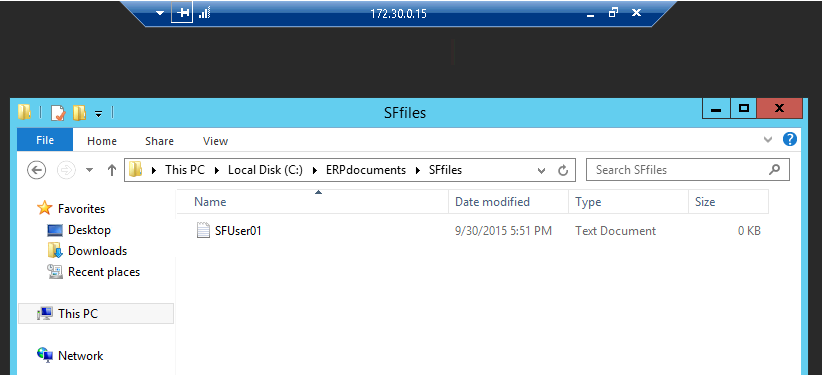 172.30.0.15
SFfiles
File Home Share View
This PC Local Disk (C:) ERPdocuments SFfiles Search SFfiles
Name Date modified Type Size
Favorites
SFUser01 9/30/2015 5:51 PM Text Document 0 KB
Desktop
Downloads
Recent places
This PC
Network